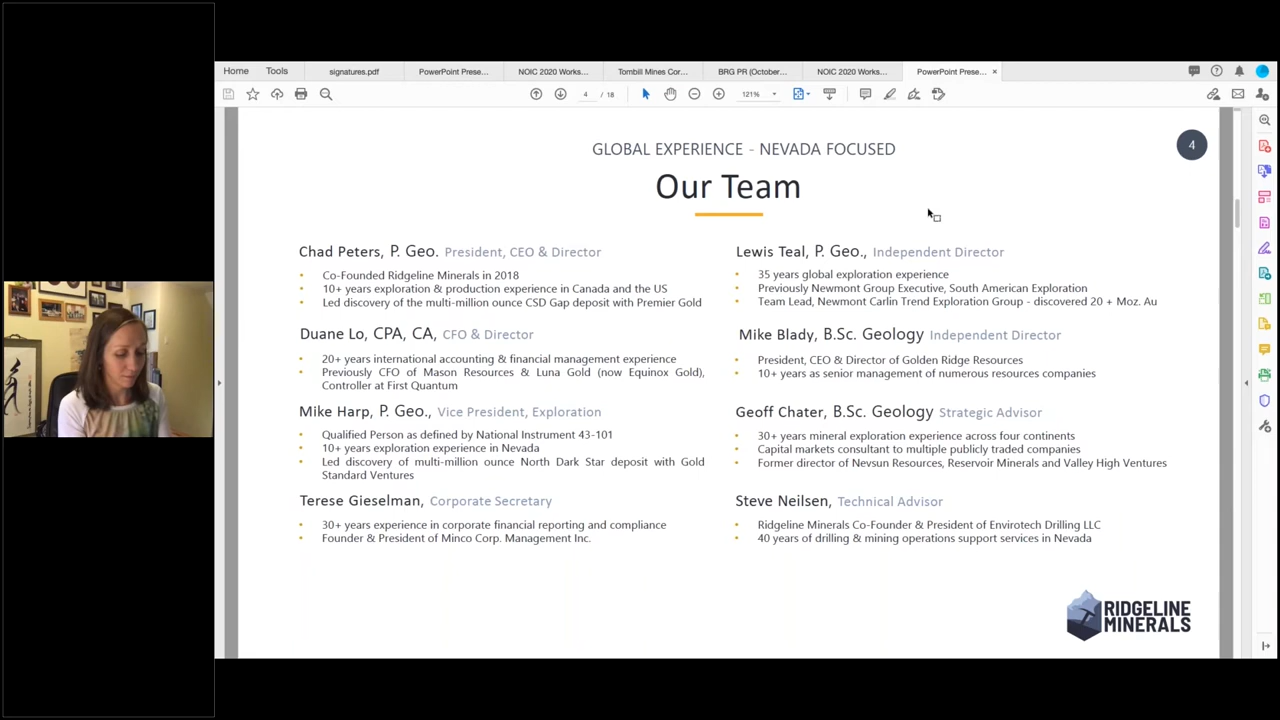 Home
Tools
signatures.pdf
PowerPoint Prese...
NOIC 2020 Works...
Tombill Mines Cor...
BRG PR (October...
NOIC 2020 Works...
PowerPoint Prese...
4 / 18
121%
GLOBAL EXPERIENCE - NEVADA FOCUSED
4
Our Team
Chad Peters, P. Geo. President, CEO & Director
• Co-Founded Ridgeline Minerals in 2018
• 10+ years exploration & production experience in Canada and the US
• Led discovery of the multi-million ounce CSD Gap deposit with Premier Gold
Duane Lo, CPA, CA, CFO & Director
• 20+ years international accounting & financial management experience
• Previously CFO of Mason Resources & Luna Gold (now Equinox Gold),
Controller at First Quantum
Mike Harp, P. Geo., Vice President, Exploration
• Qualified Person as defined by National Instrument 43-101
• 10+ years exploration experience in Nevada
• Led discovery of multi-million ounce North Dark Star deposit with Gold
Standard Ventures
Terese Gieselman, Corporate Secretary
• 30+ years experience in corporate financial reporting and compliance
• Founder & President of Minco Corp. Management Inc.
Lewis Teal, P. Geo., Independent Director
• 35 years global exploration experience
• Previously Newmont Group Executive, South American Exploration
• Team Lead, Newmont Carlin Trend Exploration Group - discovered 20 + Moz. Au
Mike Blady, B.Sc. Geology Independent Director
• President, CEO & Director of Golden Ridge Resources
• 10+ years as senior management of numerous resources companies
Geoff Chater, B.Sc. Geology Strategic Advisor
• 30+ years mineral exploration experience across four continents
• Capital markets consultant to multiple publicly traded companies
• Former director of Nevsun Resources, Reservoir Minerals and Valley High Ventures
Steve Neilsen, Technical Advisor
• Ridgeline Minerals Co-Founder & President of Envirotech Drilling LLC
• 40 years of drilling & mining operations support services in Nevada
RIDGELINE
MINERALS